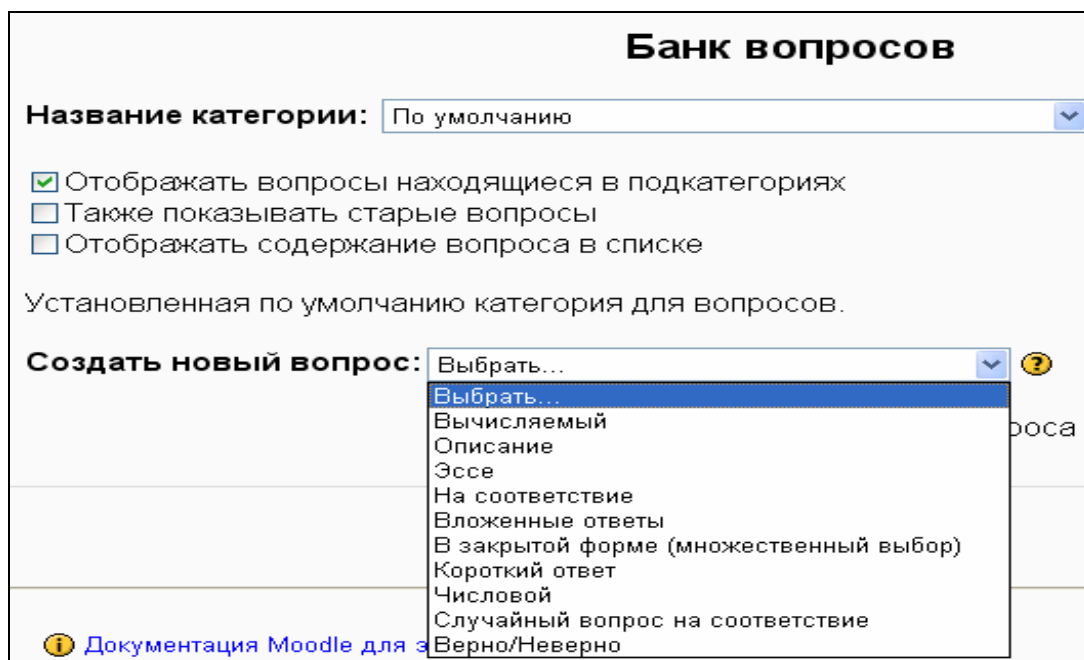 Банк вопросов
Название категории: По умолчанию
Отображать вопросы находящиеся в подкатегориях
Также показывать старые вопросы
Отображать содержание вопроса в списке
Установленная по умолчанию категория для вопросов.
Создать новый вопрос: Выбрать...
Выбрать...
Вычисляемый
роса
Описание
Эссе
На соответствие
Вложенные ответы
В закрытой форме (множественный выбор)
Короткий ответ
Числовой
Случайный вопрос на соответствие
Верно/Неверно
Документация Moodle для э